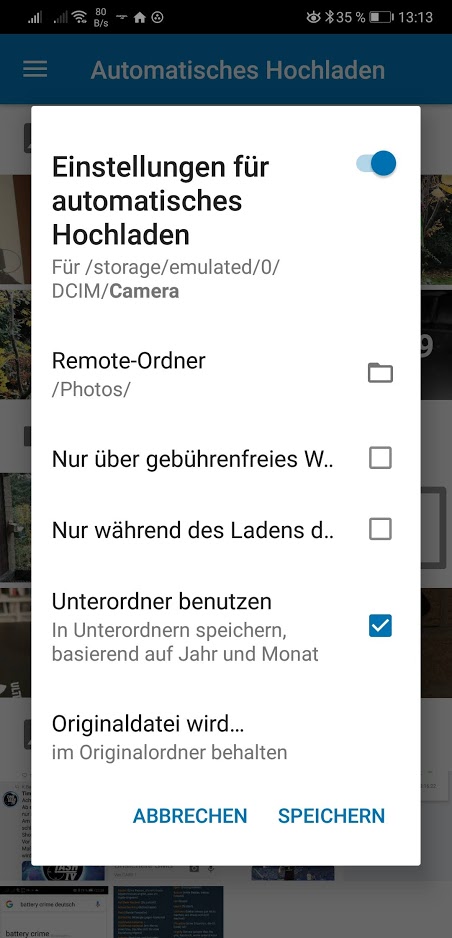 80
B/s
35 %
13:13
Automatisches Hochladen
Einstellungen für
automatisches
Hochladen
Für /storage/emulated/0/
DCIM/Camera
Remote-Ordner
/Photos/
Nur über gebührenfreies W..
Nur während des Ladens d..
Unterordner benutzen
In Unterordnern speichern,
basierend auf Jahr und Monat
Originaldatei wird...
im Originalordner behalten
ABBRECHEN
SPEICHERN
battery crime deutsch
battery crime